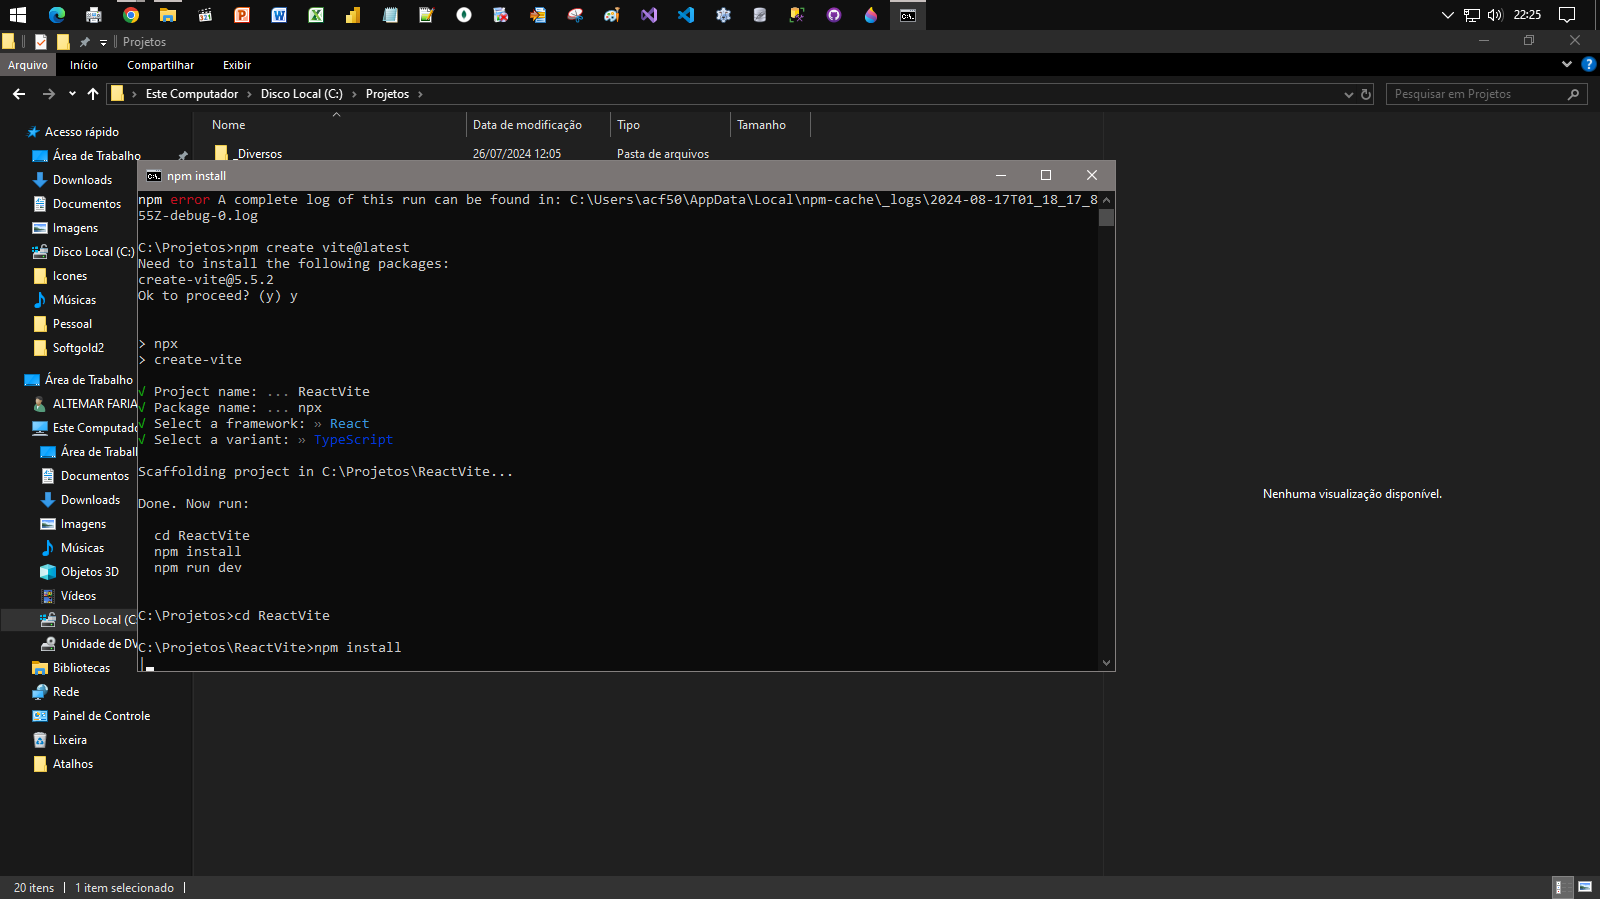 22:25
Projetos
Arquivo Início Compartilhar Exibir
Este Computador Disco Local (C:) Projetos
Pesquisar em Projetos
Nome Data de modificação Tipo Tamanho
_Diversos 26/07/2024 12:05 Pasta de arquivos
Acesso rápido
Área de Trabalho
Downloads
Documentos
Imagens
Disco Local (C:)
Icones
Músicas
Pessoal
Softgold2
Área de Trabalho
ALTEMAR FARIA
Este Computado
Área de Trabal
Documentos
Downloads
Imagens
Músicas
Objetos 3D
Vídeos
Disco Local (C:
Unidade de DV
Bibliotecas
Rede
Painel de Controle
Lixeira
Atalhos
npm install
npm error A complete log of this run can be found in: C:\Users\acf50\AppData\Local\npm-cache\_logs\2024-08-17T01_18_17_8
55Z-debug-0.log
C:\Projetos>npm create vite@latest
Need to install the following packages:
create-vite@5.5.2
Ok to proceed? (y) y
> npx
> create-vite
√ Project name: ... ReactVite
√ Package name: ... npx
√ Select a framework: » React
√ Select a variant: » TypeScript
Scaffolding project in C:\Projetos\ReactVite...
Done. Now run:
cd ReactVite
npm install
npm run dev
C:\Projetos>cd ReactVite
C:\Projetos\ReactVite>npm install
Nenhuma visualização disponível.
20 itens 1 item selecionado